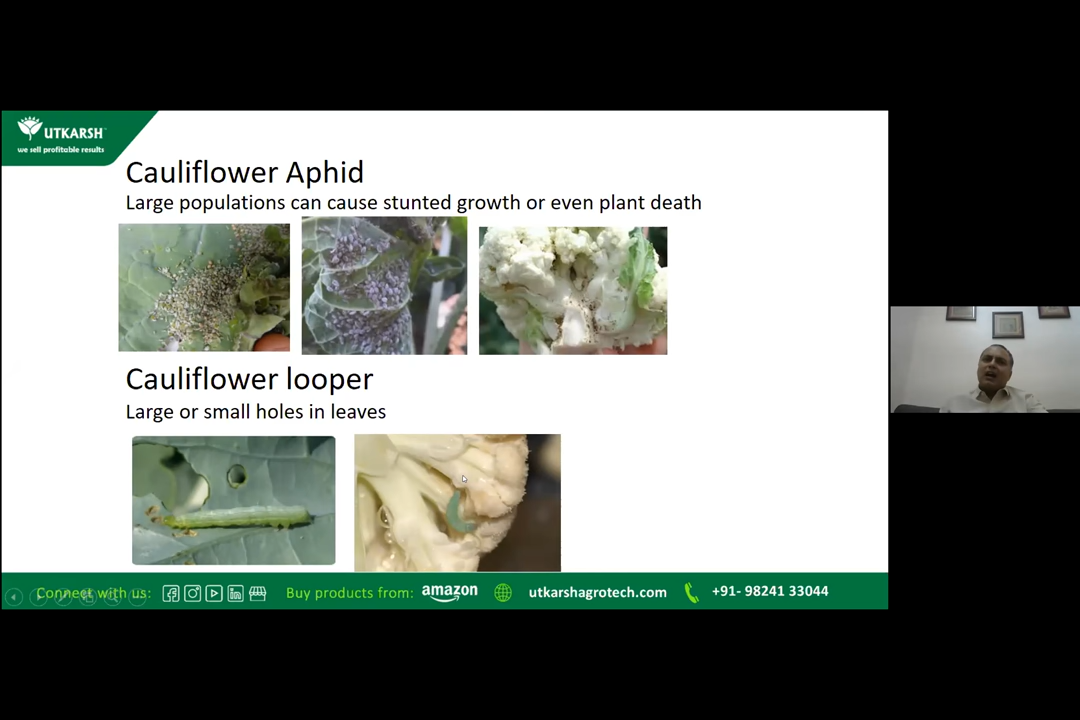 UTKARSH
we sell profitable results
Cauliflower Aphid
Large populations can cause stunted growth or even plant death
Cauliflower looper
Large or small holes in leaves
Connect with us: Buy products from: amazon utkarshagrotech.com +91- 98241 33044